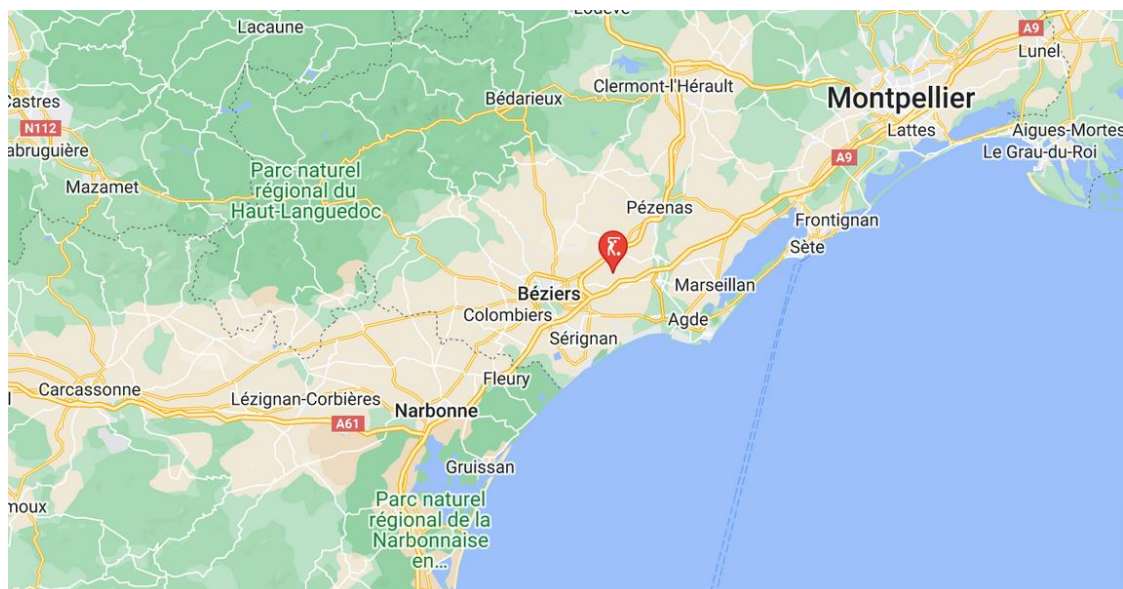 Lacaune
A9
Lunel
Clermont-l'Hérault
Bédarieux
Castres
N112
Montpellier
Lattes
Aigues-Mortes
Le Grau-du-Roi
abruguière
A9
Mazamet
Parc naturel
régional du
Haut-Languedoc
Pézenas
Frontignan
Sète
Béziers
Marseillan
Colombiers
Agde
Sérignan
Fleury
Carcassonne
Lézignan-Corbières
Narbonne
A61
Gruissan
moux
Parc naturel
régional de la
Narbonnaise
en...